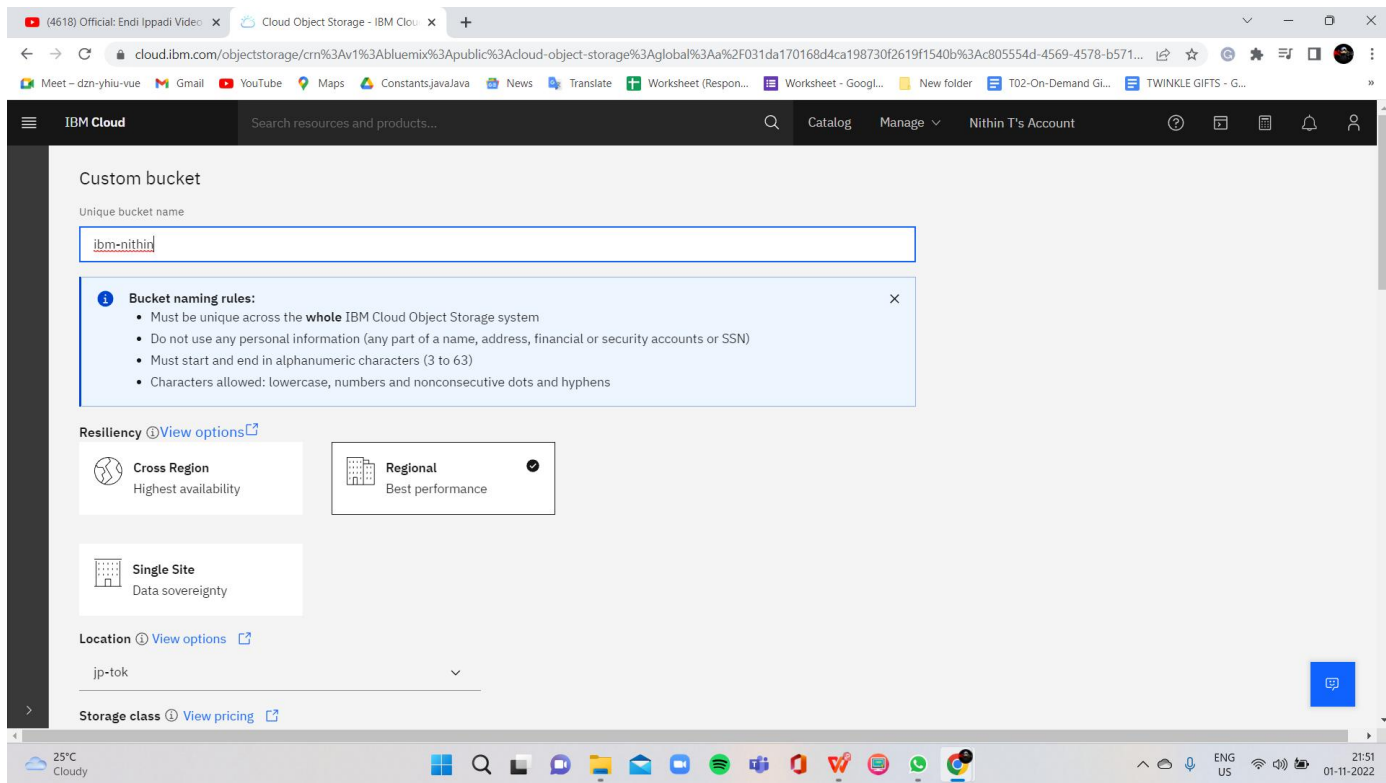 (4618) Official: Endi Ippadi Video
Cloud Object Storage - IBM Clou
cloud.ibm.com/objectstorage/crn%3Av1%3Abluemix%3Apublic%3Acloud-object-storage%3Aglobal%3Aa%2F031da170168d4ca198730f2619f1540b%3Ac805554d-4569-4578-b571...
Meet – dzn-yhiu-vue Gmail YouTube Maps Constants.javaJava News Translate Worksheet (Respon... Worksheet - Googl... New folder T02-On-Demand Gi... TWINKLE GIFTS - G... »
IBM Cloud Search resources and products... Catalog Manage Nithin T's Account
Custom bucket
Unique bucket name
ibm-nithin
Bucket naming rules:
• Must be unique across the whole IBM Cloud Object Storage system
• Do not use any personal information (any part of a name, address, financial or security accounts or SSN)
• Must start and end in alphanumeric characters (3 to 63)
• Characters allowed: lowercase, numbers and nonconsecutive dots and hyphens
Resiliency View options
Cross Region
Highest availability
Regional
Best performance
Single Site
Data sovereignty
Location View options
jp-tok
Storage class View pricing
25°C
Cloudy
ENG
US
21:51
01-11-2022